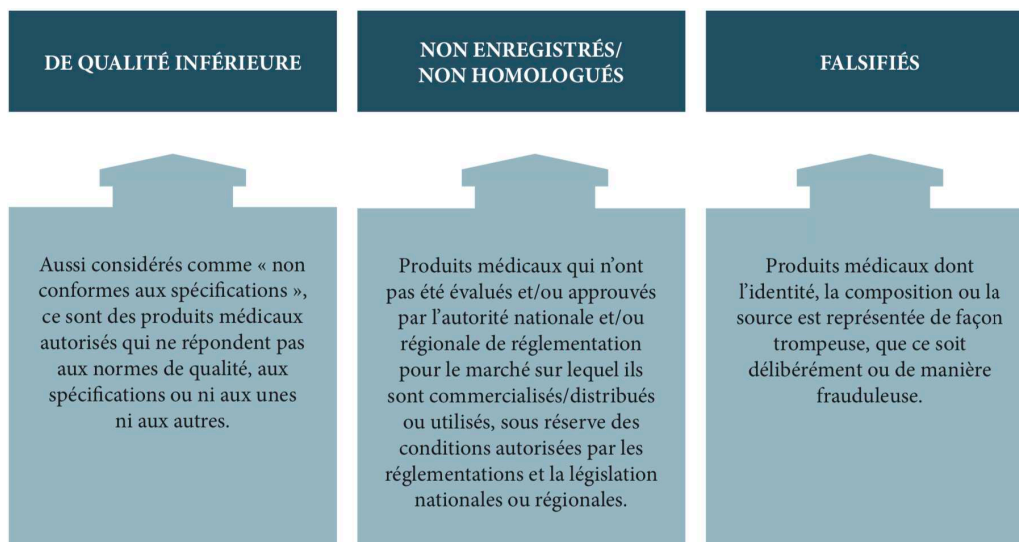 DE QUALITÉ INFÉRIEURE
Aussi considérés comme « non
conformes aux spécifications »,
ce sont des produits médicaux
autorisés qui ne répondent pas
aux normes de qualité, aux
spécifications ou ni aux unes
ni aux autres.
NON ENREGISTRÉS/
NON HOMOLOGUÉS
Produits médicaux qui n’ont
pas été évalués et/ou approuvés
par l’autorité nationale et/ou
régionale de réglementation
pour le marché sur lequel ils
sont commercialisés/distribués
ou utilisés, sous réserve des
conditions autorisées par les
réglementations et la législation
nationales ou régionales.
FALSIFIÉS
Produits médicaux dont
l’identité, la composition ou la
source est représentée de façon
trompeuse, que ce soit
délibérément ou de manière
frauduleuse.